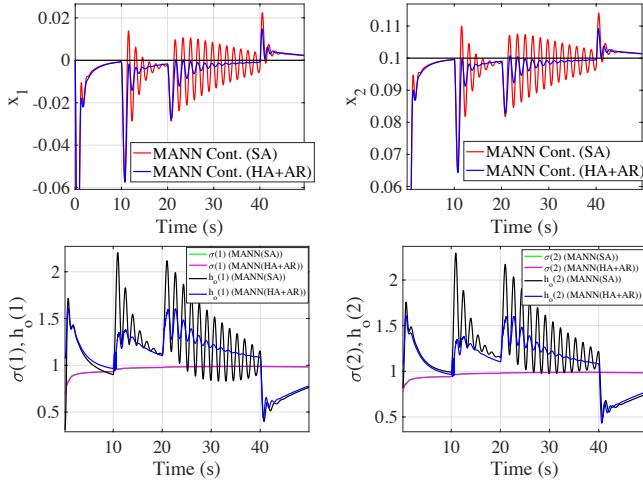 0.02
0
-0.02
-0.04
-0.06
x1
MANN Cont. (SA)
MANN Cont. (HA+AR)
0 10 20 30 40
Time (s)
0.11
0.1
0.09
0.08
0.07
0.06
x2
MANN Cont. (SA)
MANN Cont. (HA+AR)
10 20 30 40
Time (s)
2
1.5
1
0.5
σ(1), ho(1)
σ(1) (MANN(SA))
σ(1) (MANN(HA+AR))
ho(1) (MANN(SA))
ho(1) (MANN(HA+AR))
10 20 30 40
Time (s)
2
1.5
1
0.5
σ(2), ho(2)
σ(2) (MANN(SA))
σ(2) (MANN(HA+AR))
ho(2) (MANN(SA))
ho(2) (MANN(HA+AR))
10 20 30 40
Time (s)